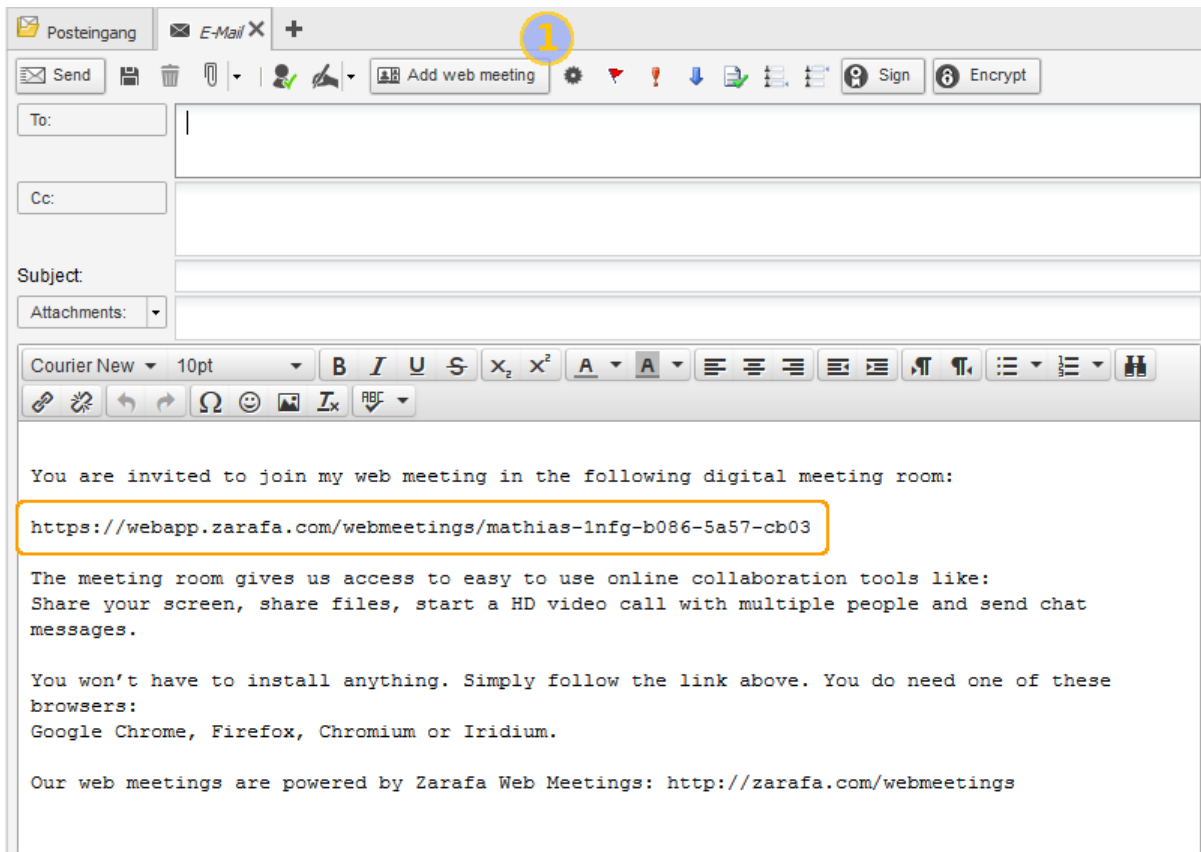 Posteingang E-Mail
1
Send Add web meeting Sign Encrypt
To:
Cc:
Subject:
Attachments:
Courier New 10pt B I U S X₂ X² A A
Ω Tx ABC
You are invited to join my web meeting in the following digital meeting room:
https://webapp.zarafa.com/webmeetings/mathias-1nfg-b086-5a57-cb03
The meeting room gives us access to easy to use online collaboration tools like:
Share your screen, share files, start a HD video call with multiple people and send chat
messages.
You won’t have to install anything. Simply follow the link above. You do need one of these
browsers:
Google Chrome, Firefox, Chromium or Iridium.
Our web meetings are powered by Zarafa Web Meetings: http://zarafa.com/webmeetings